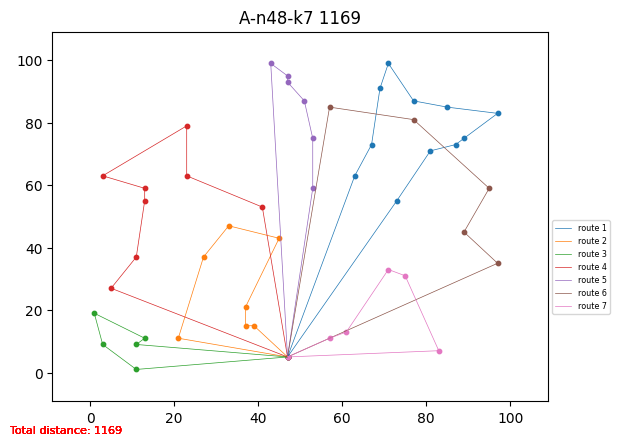 A-n48-k7 1169
100
80
60
40
20
0
0 20 40 60 80 100
route 1
route 2
route 3
route 4
route 5
route 6
route 7
Total distance: 1169